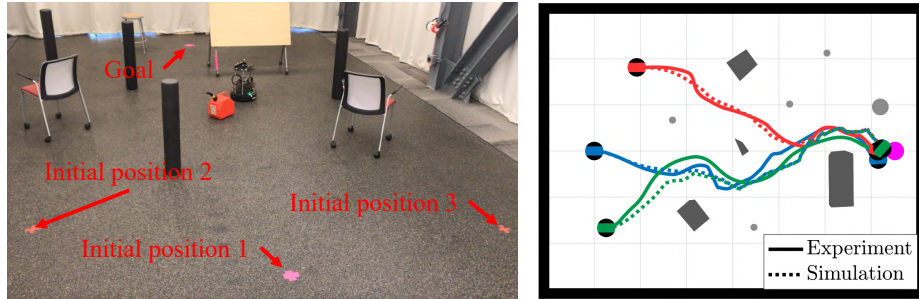 Goal
Initial position 2
Initial position 3
Initial position 1
Experiment
Simulation